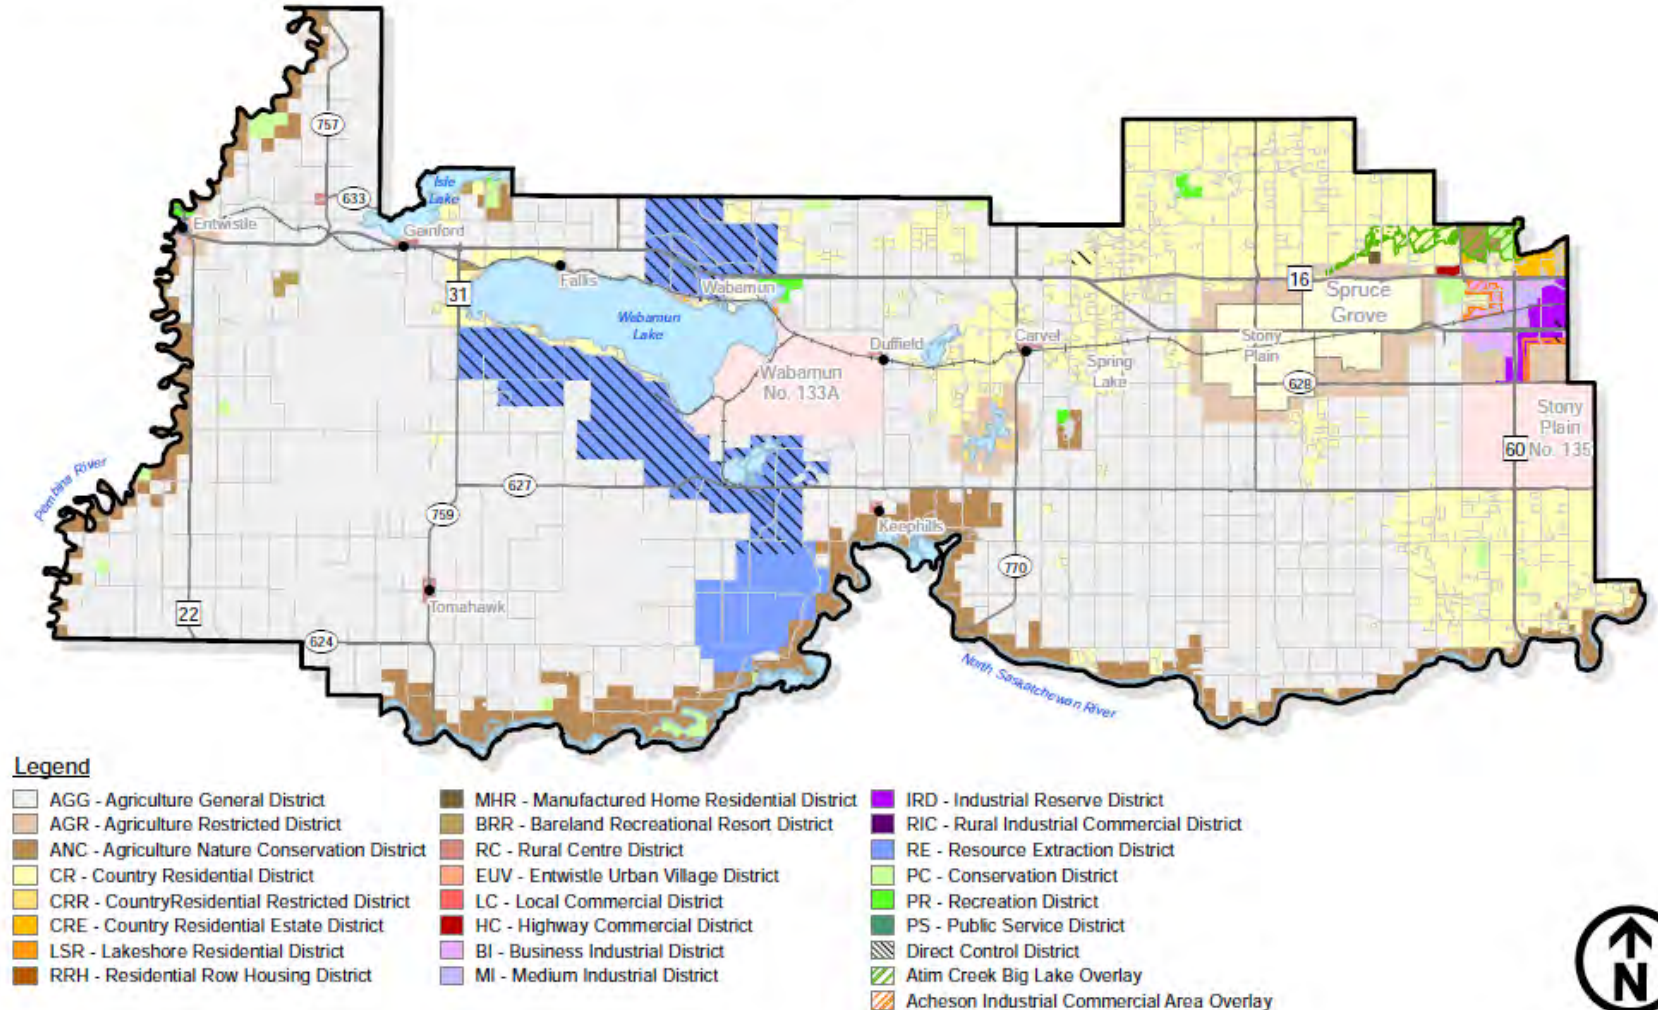 757
Isle
Lake
633
Entwistle
Gainford
31
Fallis
Wabamun
16
Spruce
Grove
Wabamun
Lake
Duffield
Carvel
Stony
Plain
Spring
Lake
Wabamun
No. 133A
628
Stony
Plain
No. 135
60
Pembina River
627
759
Keephills
770
22
Tomahawk
624
North Saskatchewan River
Legend
AGG - Agriculture General District
AGR - Agriculture Restricted District
ANC - Agriculture Nature Conservation District
CR - Country Residential District
CRR - CountryResidential Restricted District
CRE - Country Residential Estate District
LSR - Lakeshore Residential District
RRH - Residential Row Housing District
MHR - Manufactured Home Residential District
BRR - Bareland Recreational Resort District
RC - Rural Centre District
EUV - Entwistle Urban Village District
LC - Local Commercial District
HC - Highway Commercial District
BI - Business Industrial District
MI - Medium Industrial District
IRD - Industrial Reserve District
RIC - Rural Industrial Commercial District
RE - Resource Extraction District
PC - Conservation District
PR - Recreation District
PS - Public Service District
Direct Control District
Atim Creek Big Lake Overlay
Acheson Industrial Commercial Area Overlay
N